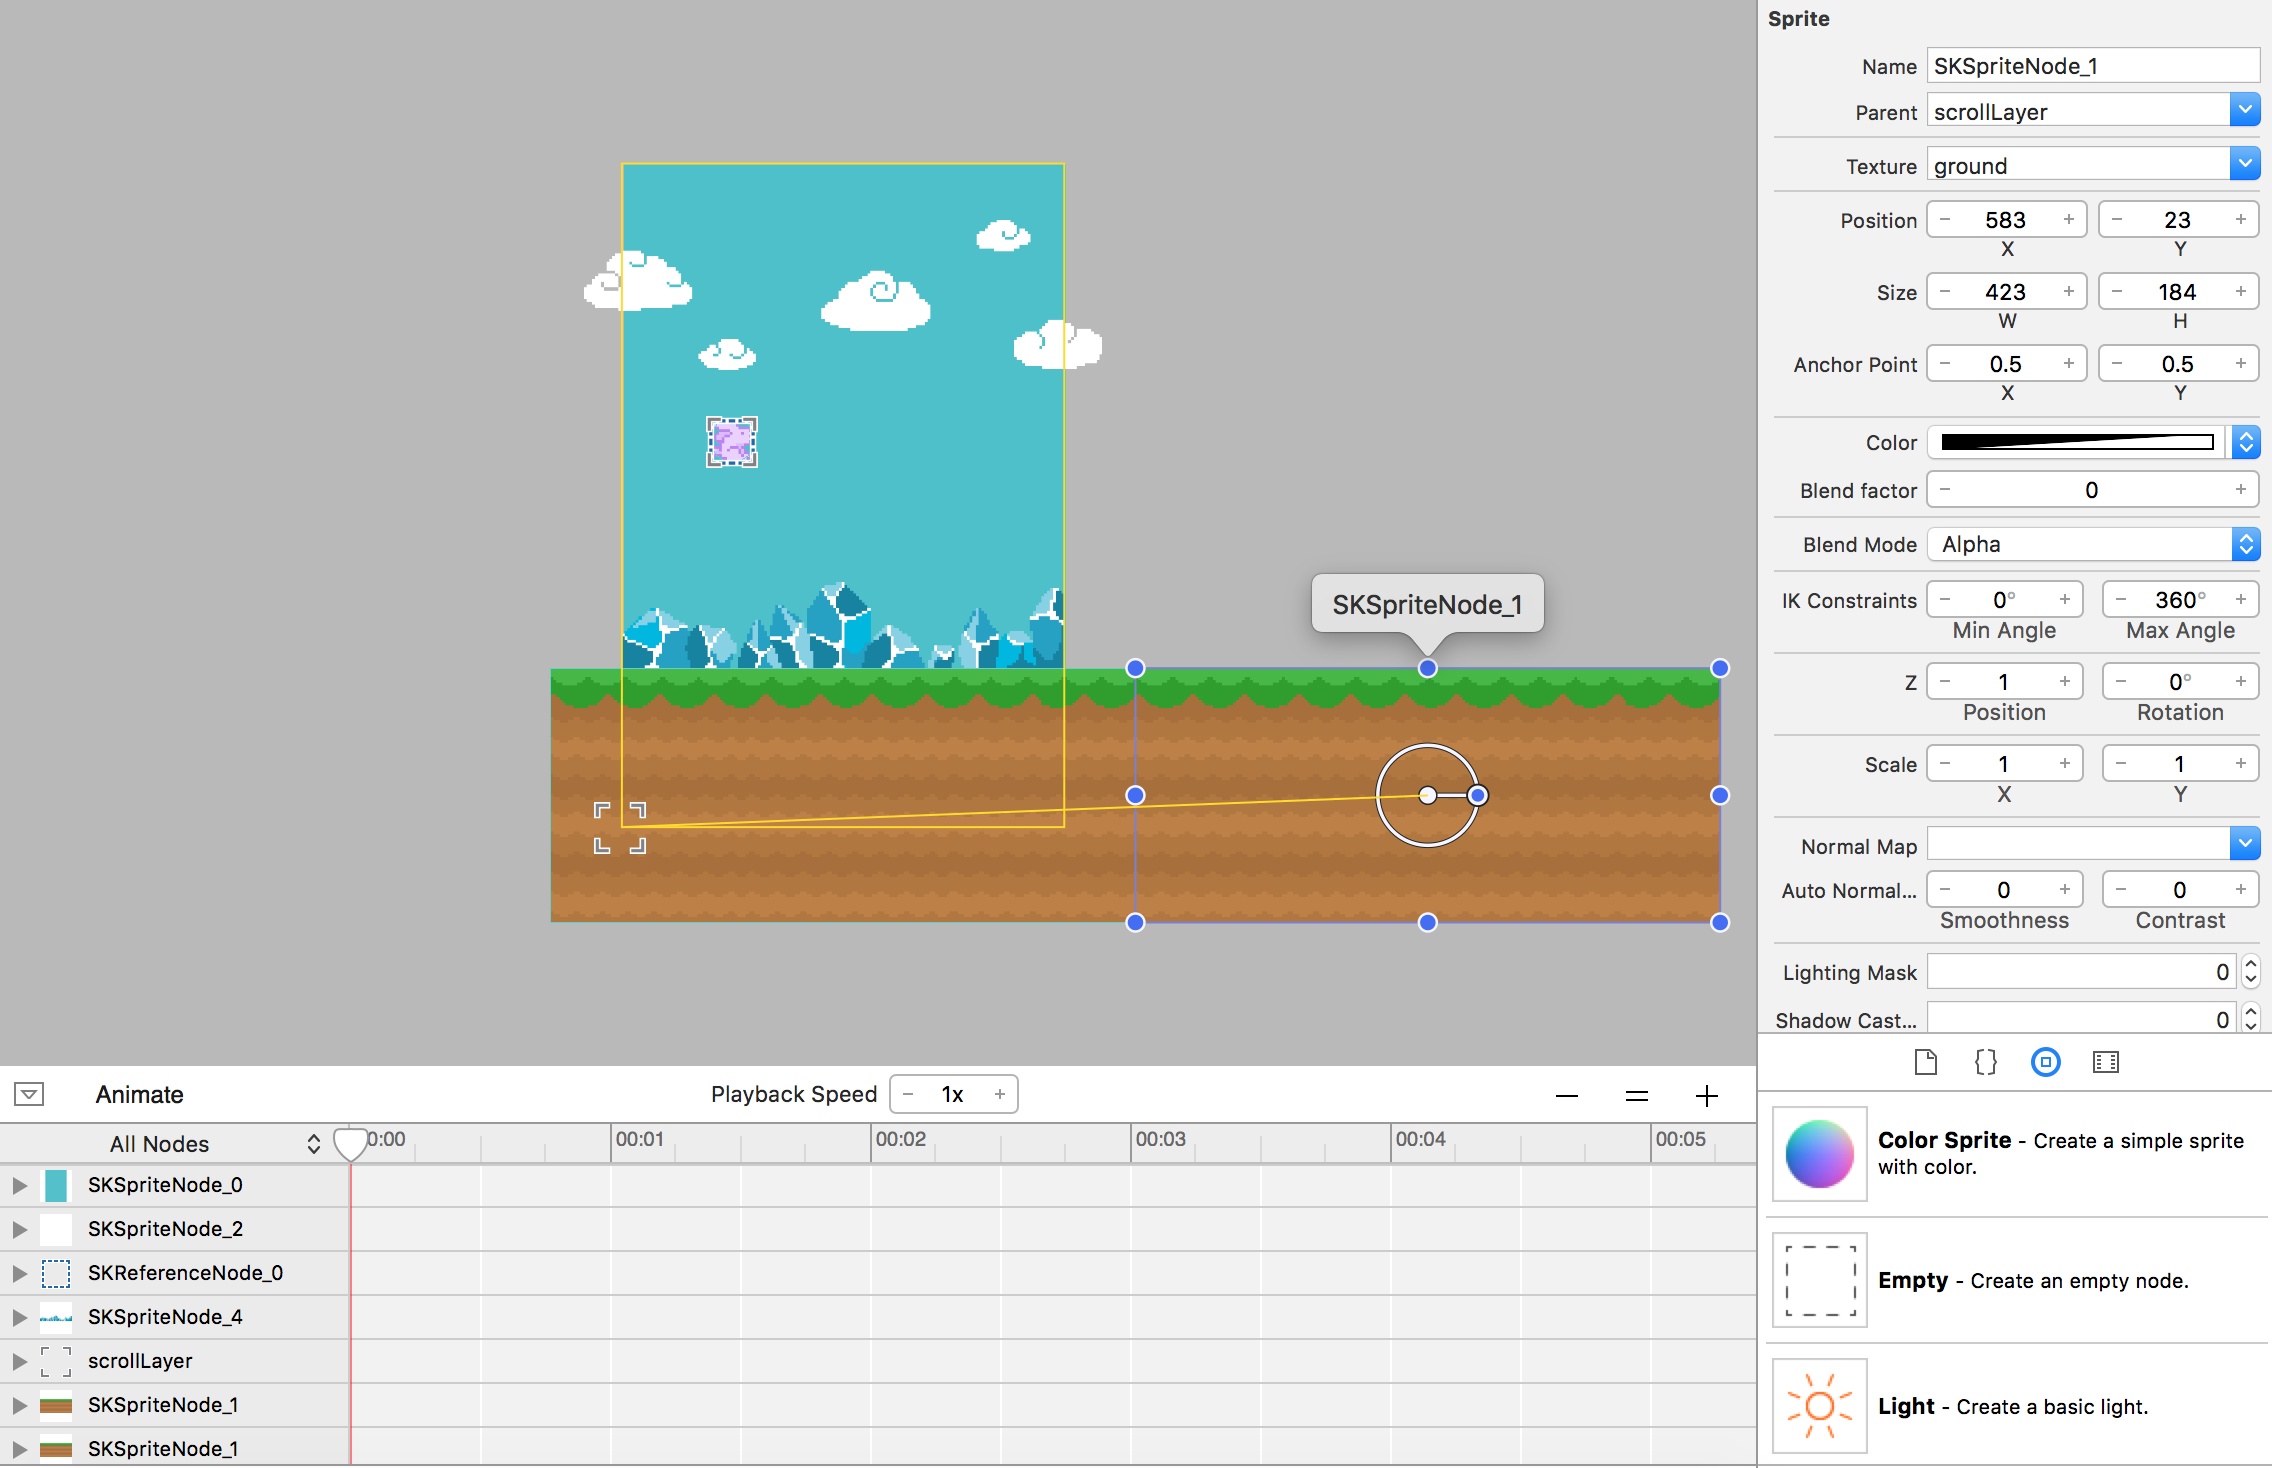 Sprite
Name SKSpriteNode_1
Parent scrollLayer
Texture ground
Position − 583 + − 23 +
X Y
Size − 423 + − 184 +
W H
Anchor Point − 0.5 + − 0.5 +
X Y
Color
Blend factor − 0 +
Blend Mode Alpha
IK Constraints − 0° + − 360° +
Min Angle Max Angle
Z − 1 + − 0° +
Position Rotation
Scale − 1 + − 1 +
X Y
Normal Map
Auto Normal... − 0 + − 0 +
Smoothness Contrast
Lighting Mask 0
Shadow Cast... 0
SKSpriteNode_1
Animate Playback Speed − 1x +
All Nodes 0:00 00:01 00:02 00:03 00:04 00:05
SKSpriteNode_0
SKSpriteNode_2
SKReferenceNode_0
SKSpriteNode_4
scrollLayer
SKSpriteNode_1
SKSpriteNode_1
{}
Color Sprite - Create a simple sprite
with color.
Empty - Create an empty node.
Light - Create a basic light.